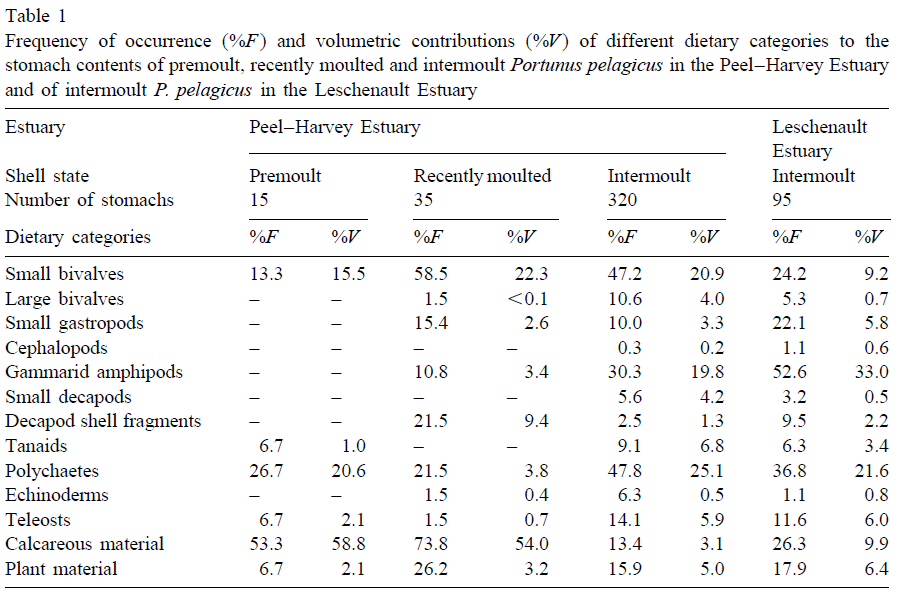 Table 1
Frequency of occurrence (%F) and volumetric contributions (%V) of different dietary categories to the
stomach contents of premoult, recently moulted and intermoult Portunus pelagicus in the Peel–Harvey Estuary
and of intermoult P. pelagicus in the Leschenault Estuary
Estuary Peel–Harvey Estuary Leschenault
Estuary
Shell state Premoult Recently moulted Intermoult Intermoult
Number of stomachs 15 35 320 95
Dietary categories %F %V %F %V %F %V %F %V
Small bivalves 13.3 15.5 58.5 22.3 47.2 20.9 24.2 9.2
Large bivalves – – 1.5 <0.1 10.6 4.0 5.3 0.7
Small gastropods – – 15.4 2.6 10.0 3.3 22.1 5.8
Cephalopods – – – – 0.3 0.2 1.1 0.6
Gammarid amphipods – – 10.8 3.4 30.3 19.8 52.6 33.0
Small decapods – – – – 5.6 4.2 3.2 0.5
Decapod shell fragments – – 21.5 9.4 2.5 1.3 9.5 2.2
Tanaids 6.7 1.0 – – 9.1 6.8 6.3 3.4
Polychaetes 26.7 20.6 21.5 3.8 47.8 25.1 36.8 21.6
Echinoderms – – 1.5 0.4 6.3 0.5 1.1 0.8
Teleosts 6.7 2.1 1.5 0.7 14.1 5.9 11.6 6.0
Calcareous material 53.3 58.8 73.8 54.0 13.4 3.1 26.3 9.9
Plant material 6.7 2.1 26.2 3.2 15.9 5.0 17.9 6.4